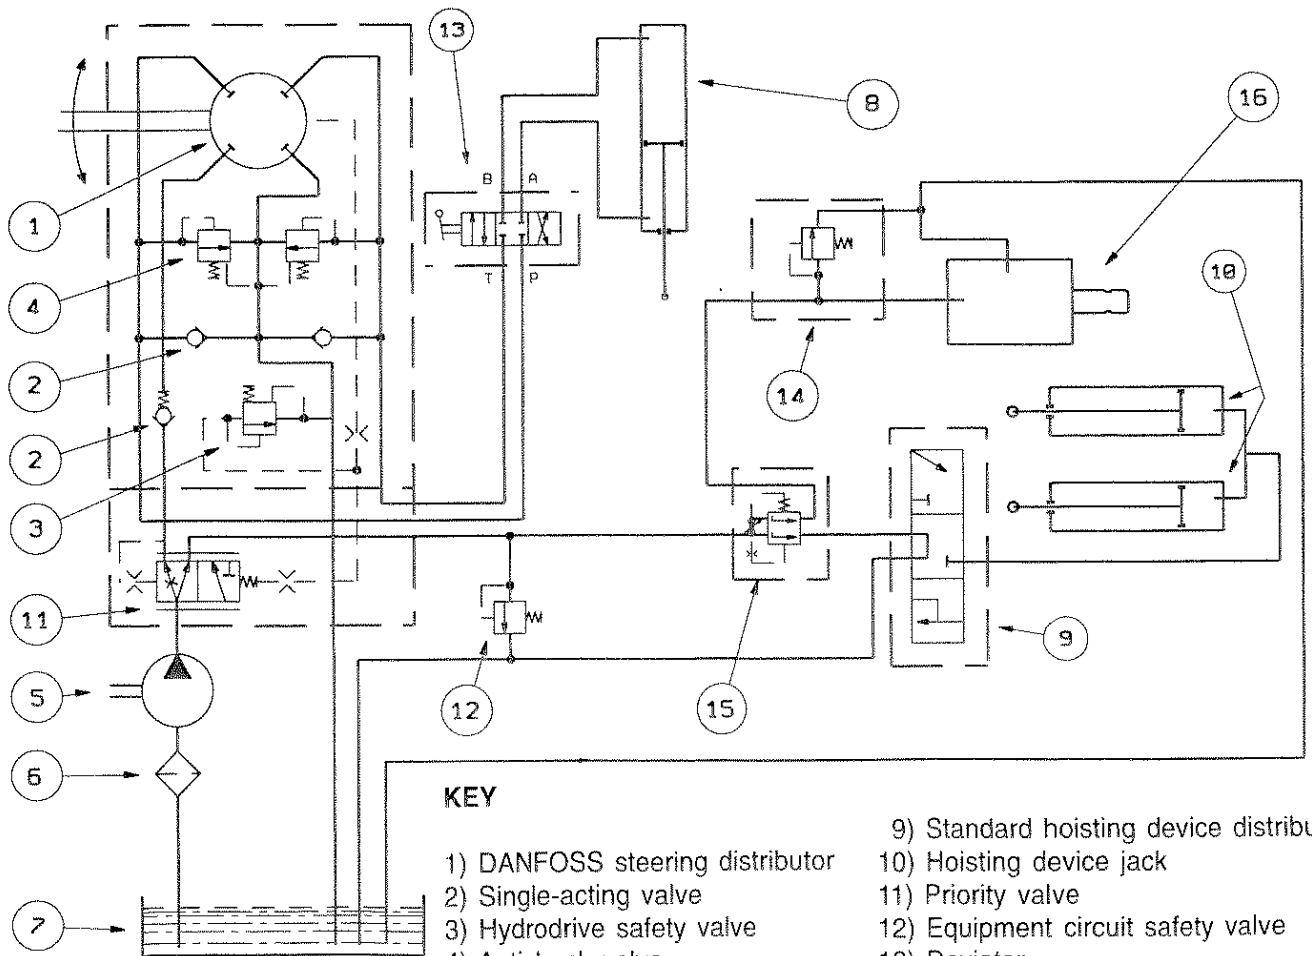 13
8
16
B A
1
10
4
T P
2
14
2
3
11
9
5
12
15
6
KEY
9) Standard hoisting device
1) DANFOSS steering distributor
10) Hoisting device jack
2) Single-acting valve
11) Priority valve
7
3) Hydrodrive safety valve
12) Equipment circuit safety valve